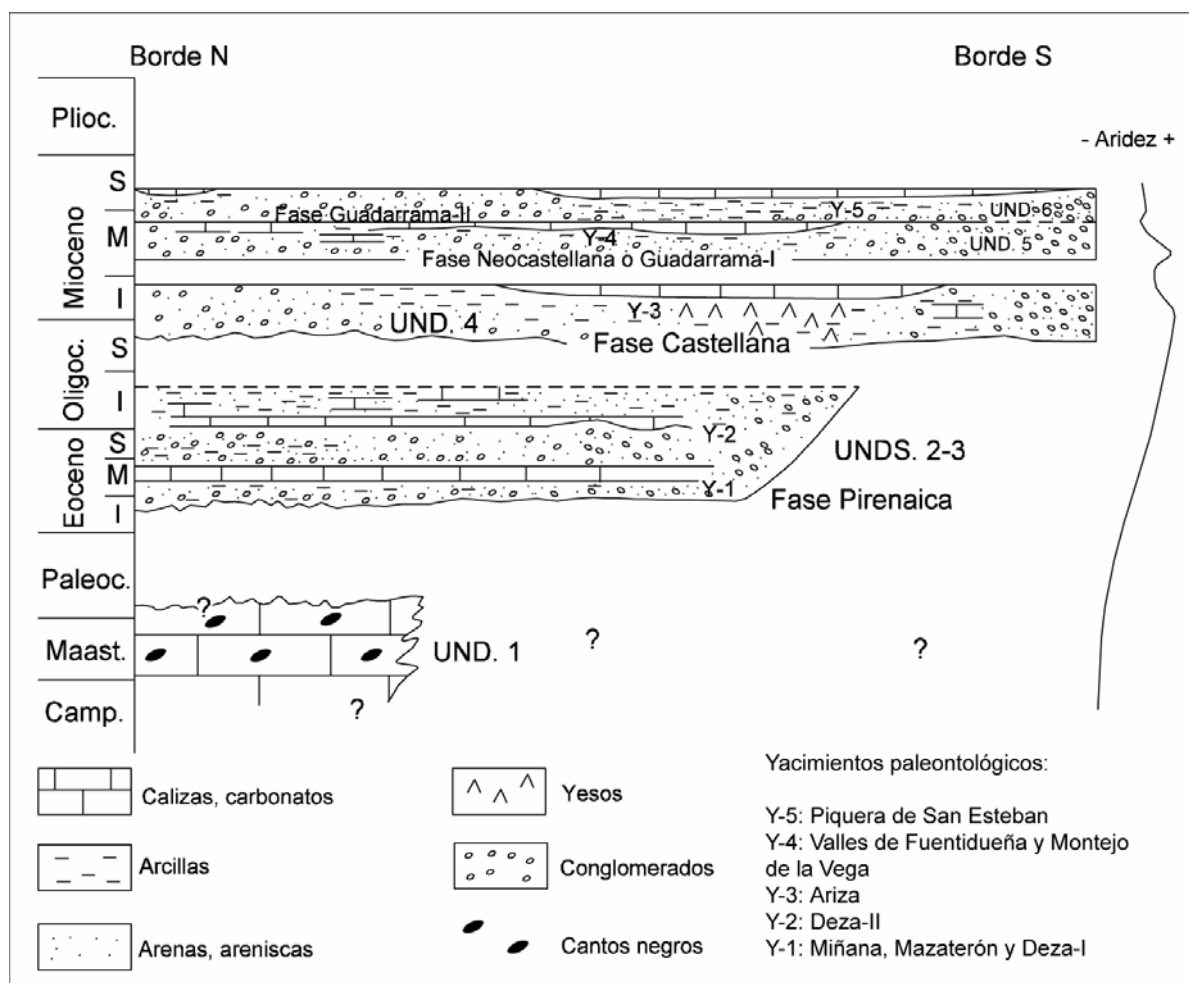 Borde N
Borde S
Plioc.
- Aridez +
Mioceno
S
M
I
Fase Guadarrama-II
Y-5
UND. 6
Y-4
UND. 5
Fase Neocastellana ó Guadarrama-I
Y-3
UND. 4
Fase Castellana
Oligoc.
S
I
Y-2
UNDS. 2-3
Eoceno
S
M
I
Y-1
Fase Pirenaica
Paleoc.
?
Maast.
UND. 1
?
?
Camp.
?
Calizas, carbonatos
Arcillas
Arenas, areniscas
Yesos
Conglomerados
Cantos negros
Yacimientos paleontológicos:
Y-5: Piquera de San Esteban
Y-4: Valles de Fuentidueña y Montejo
de la Vega
Y-3: Ariza
Y-2: Deza-II
Y-1: Miñana, Mazaterón y Deza-I